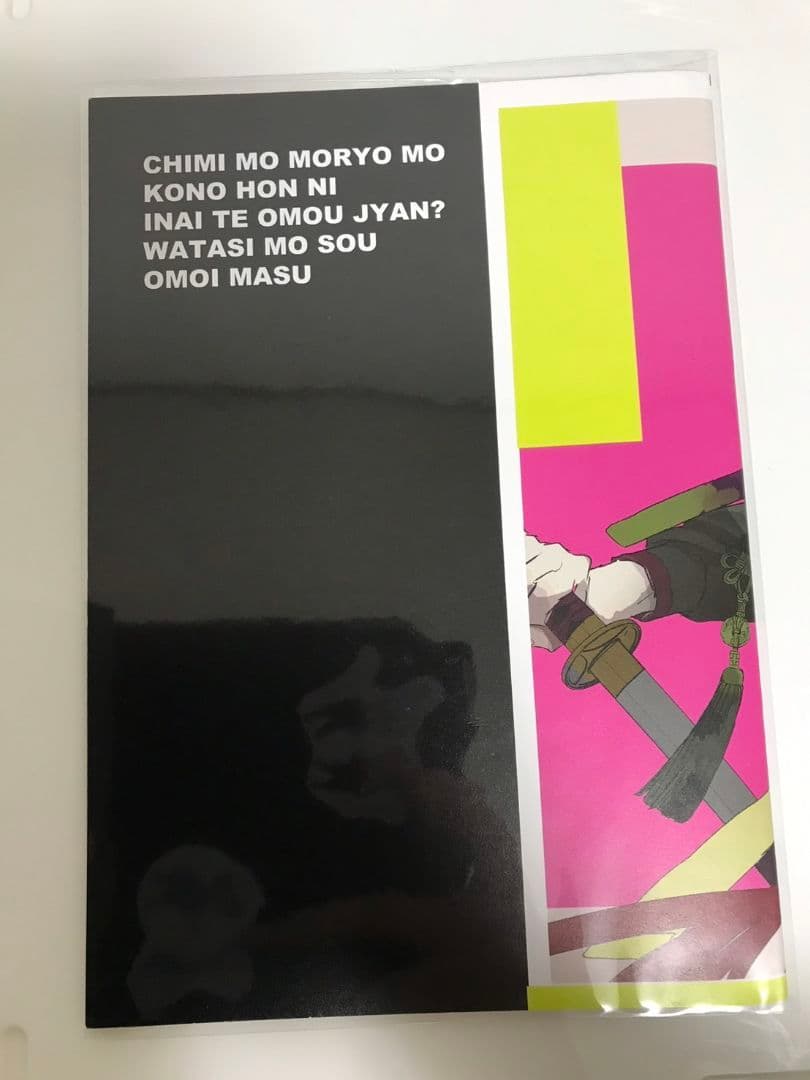 CHIMI MO MORYO MO
KONO HON NI
INAI TE OMOU JYAN?
WATASI MO SOU
OMOI MASU